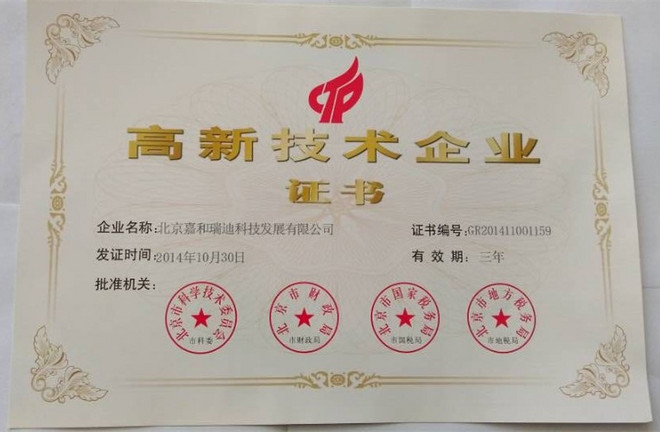 高新技术企业
证书
企业名称:北京嘉和瑞迪科技发展有限公司
证书编号:GR201411001159
发证时间:2014年10月30日
有效期:三年
批准机关:
北京市科学技术委员会
市科委
北京市财政局
市财政局
北京市国家税务局
市国税局
北京市地方税务局
市地税局